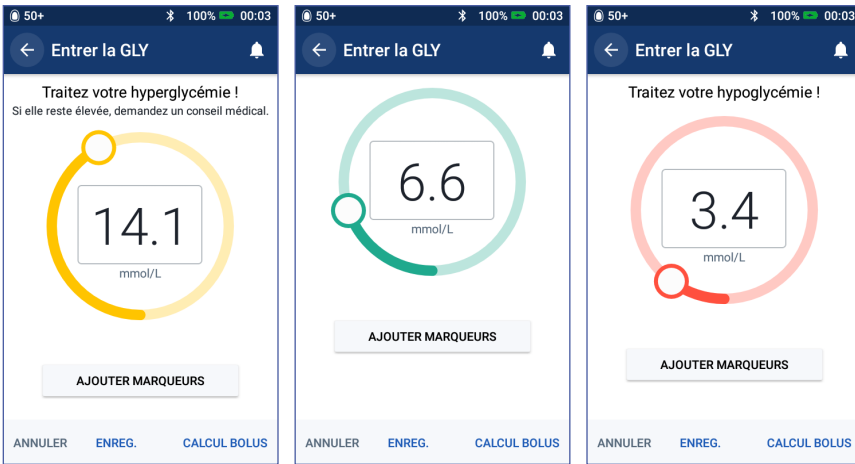 50+ 100% 00:03
Entrer la GLY
Traitez votre hyperglycémie !
Si elle reste élevée, demandez un conseil médical.
14.1
mmol/L
AJOUTER MARQUEURS
ANNULER ENREG. CALCUL BOLUS
50+ 100% 00:03
Entrer la GLY
6.6
mmol/L
AJOUTER MARQUEURS
ANNULER ENREG. CALCUL BOLUS
50+ 100% 00:03
Entrer la GLY
Traitez votre hypoglycémie !
3.4
mmol/L
AJOUTER MARQUEURS
ANNULER ENREG. CALCUL BOLUS